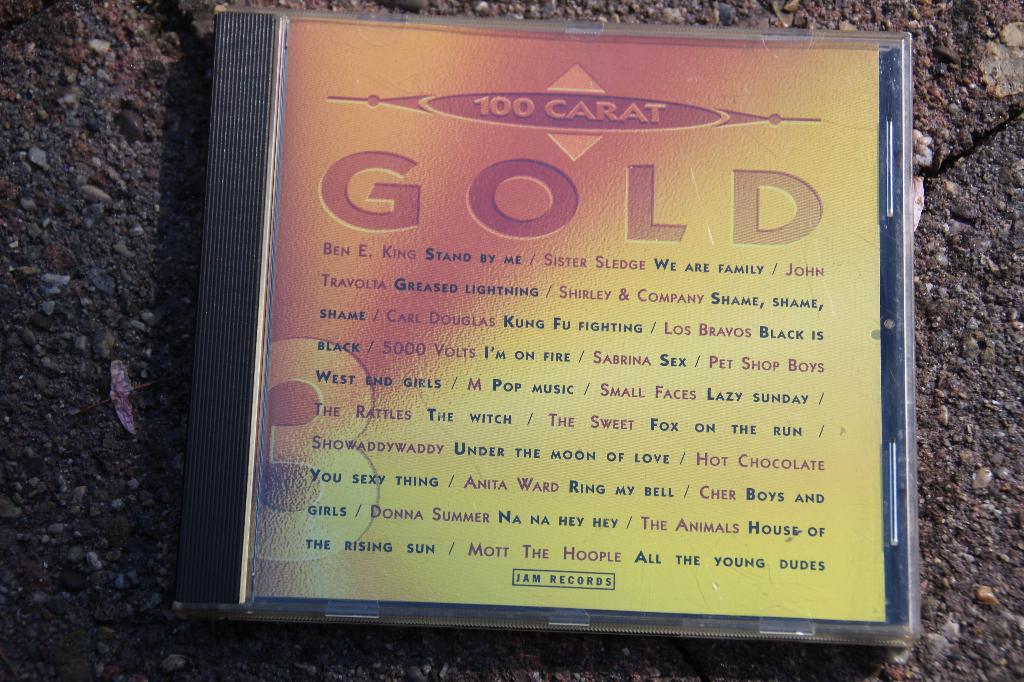 100 CARAT
GOLD
BEN E. KING STAND BY ME / SISTER SLEDGE WE ARE FAMILY / JOHN
TRAVOLTA GREASED LIGHTNING / SHIRLEY & COMPANY SHAME, SHAME,
SHAME / CARL DOUGLAS KUNG FU FIGHTING / LOS BRAVOS BLACK IS
BLACK / 5000 VOLTS I'M ON FIRE / SABRINA SEX / PET SHOP BOYS
WEST END GIRLS / M POP MUSIC / SMALL FACES LAZY SUNDAY /
THE RATTLES THE WITCH / THE SWEET FOX ON THE RUN /
SHOWADDYWADDY UNDER THE MOON OF LOVE / HOT CHOCOLATE
YOU SEXY THING / ANITA WARD RING MY BELL / CHER BOYS AND
GIRLS / DONNA SUMMER NA NA HEY HEY / THE ANIMALS HOUSE OF
THE RISING SUN / MOTT THE HOOPLE ALL THE YOUNG DUDES
JAM RECORDS
3